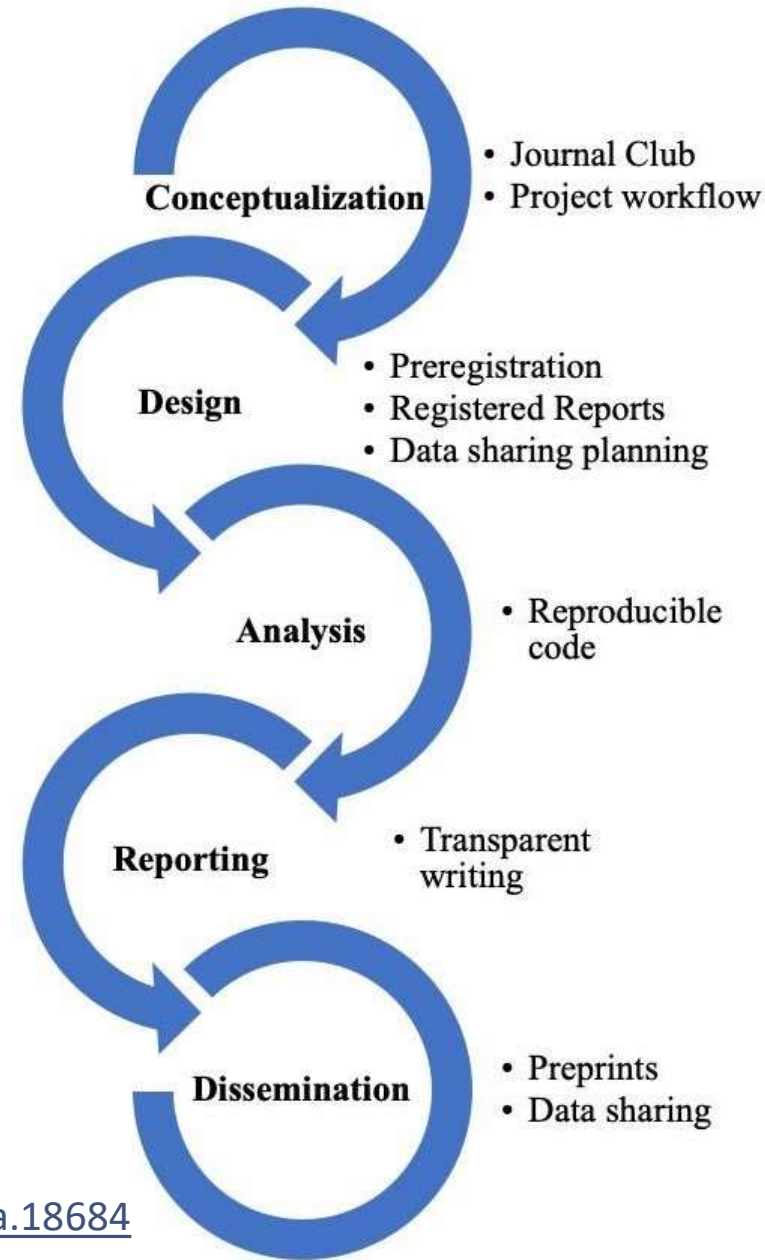 Conceptualization
• Journal Club
• Project workflow
Design
• Preregistration
• Registered Reports
• Data sharing planning
Analysis
• Reproducible
code
Reporting
• Transparent
writing
Dissemination
• Preprints
• Data sharing
a.18684